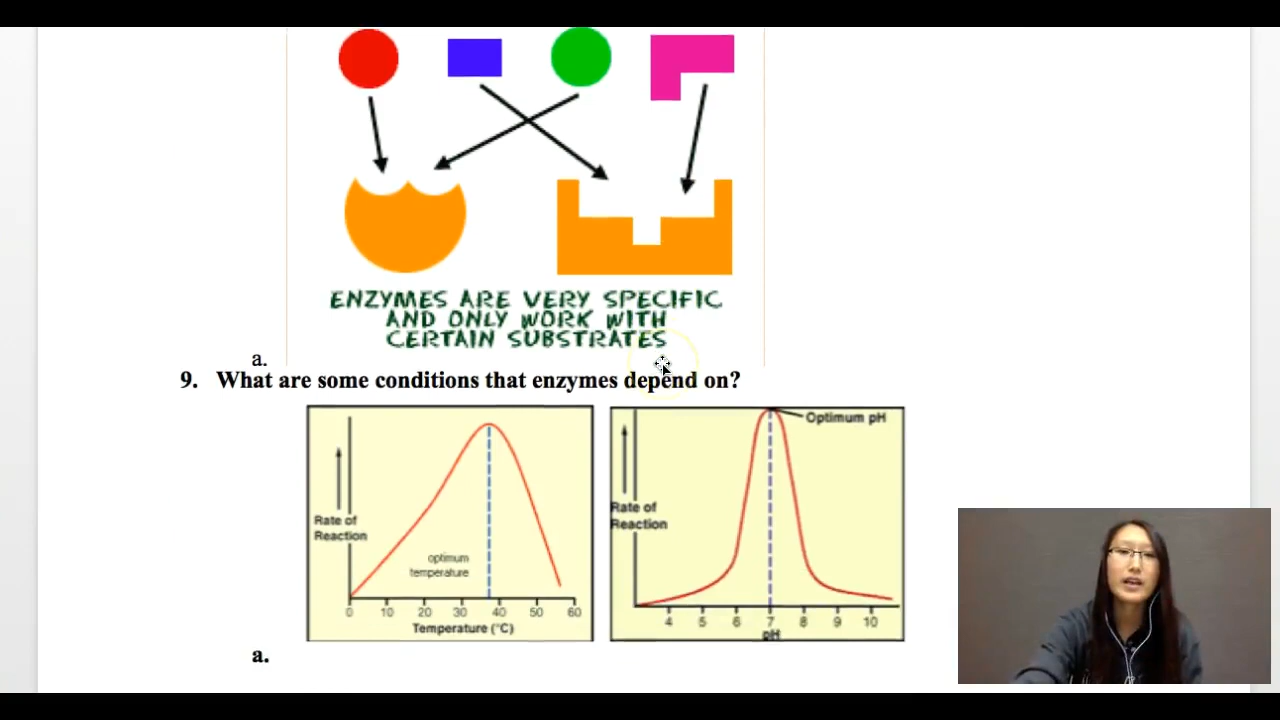 ENZYMES ARE VERY SPECIFIC
AND ONLY WORK WITH
CERTAIN SUBSTRATES
a.
9. What are some conditions that enzymes depend on?
Rate of
Reaction
optimum
temperature
0 10 20 30 40 50 60
Temperature (°C)
Optimum pH
Rate of
Reaction
4 5 6 7 8 9 10
pH
a.